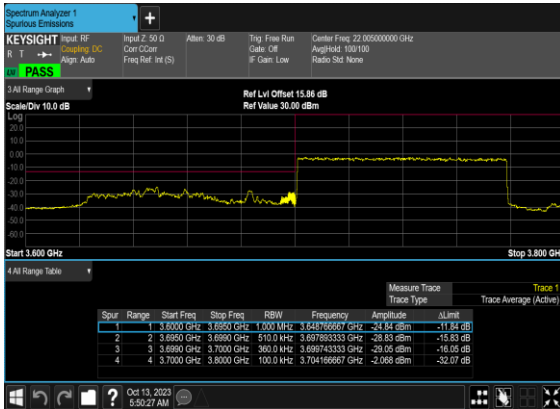 Spectrum Analyzer 1
Spurious Emissions
+
KEYSIGHT Input: RF Input Z: 50 Ω Atten: 30 dB Trig: Free Run Center Freq: 22.005000000 GHz
R T Coupling: DC Corr CCorr Gate: Off Avg|Hold: 100/100
Align: Auto Freq Ref: Int (S) IF Gain: Low Radio Std: None
PASS
3 All Range Graph
Ref Lvl Offset 15.86 dB
Scale/Div 10.0 dB Ref Value 30.00 dBm
Log
20.0
10.0
0.00
-10.0
-20.0
-30.0
-40.0
-50.0
-60.0
Start 3.600 GHz Stop 3.800 GH
4 All Range Table
Measure Trace Trace 1
Trace Type Trace Average (Active)
Spur Range Start Freq Stop Freq RBW Frequency Amplitude ΔLimit
1 1 3.6000 GHz 3.6950 GHz 1.000 MHz 3.648766667 GHz -24.84 dBm -11.84 dB
2 2 3.6950 GHz 3.6990 GHz 510.0 kHz 3.697893333 GHz -28.83 dBm -15.83 dB
3 3 3.6990 GHz 3.7000 GHz 360.0 kHz 3.699743333 GHz -29.05 dBm -16.05 dB
4 4 3.7000 GHz 3.8000 GHz 100.0 kHz 3.704166667 GHz -2.068 dBm -32.07 dB
? Oct 13, 2023
5:50:27 AM